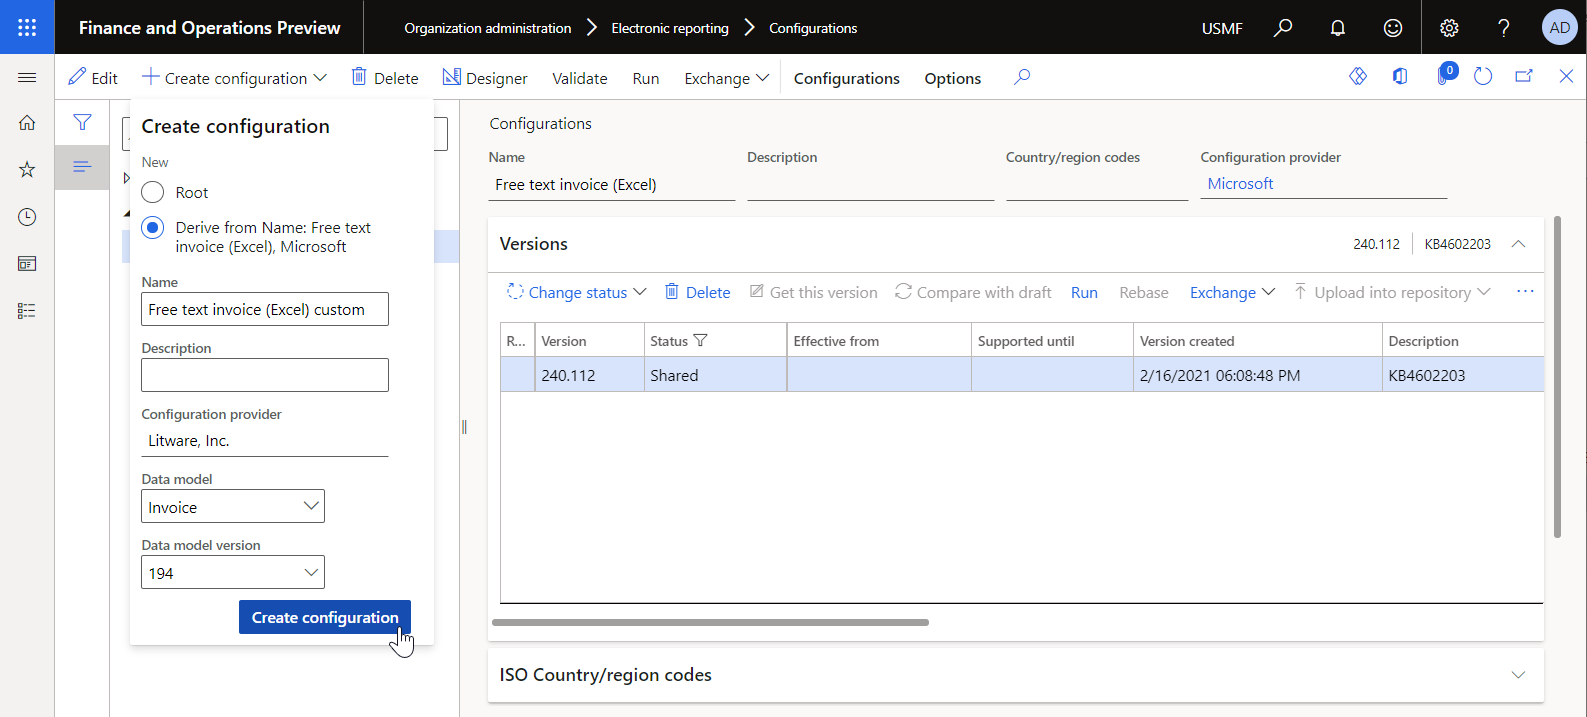 Finance and Operations Preview
Organization administration
Electronic reporting
Configurations
USMF
?
AD
Edit
Create configuration
Delete
Designer
Validate
Run
Exchange
Configurations
Options
0
Create configuration
New
Root
Derive from Name: Free text
invoice (Excel), Microsoft
Name
Free text invoice (Excel) custom
Description
Configuration provider
Litware, Inc.
Data model
Invoice
Data model version
194
Create configuration
Configurations
Name
Description
Country/region codes
Configuration provider
Free text invoice (Excel)
Microsoft
Versions
240.112
KB4602203
Change status
Delete
Get this version
Compare with draft
Run
Rebase
Exchange
Upload into repository
...
R...
Version
Status
Effective from
Supported until
Version created
Description
240.112
Shared
2/16/2021 06:08:48 PM
KB4602203
ISO Country/region codes